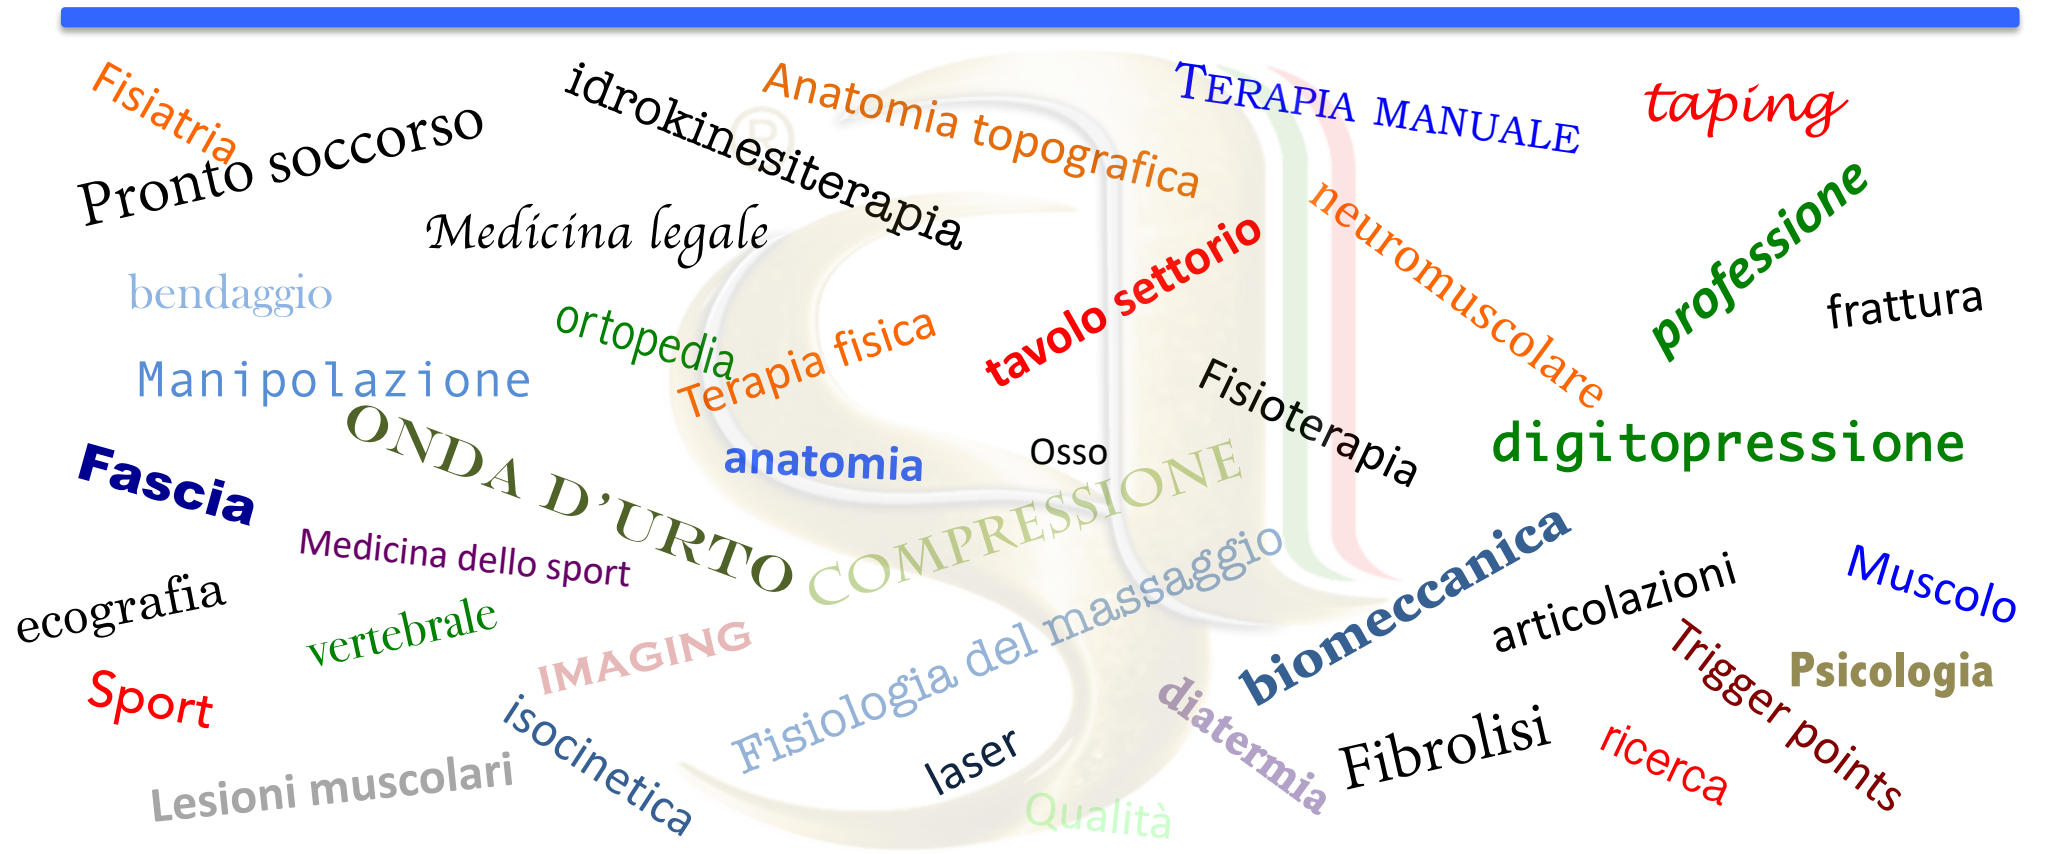 Fisiatria
Pronto soccorso
idrokinesiterapia
Anatomia topografica
TERAPIA MANUALE
taping
Medicina legale
neuromuscolare
professione
bendaggio
ortopedia
Terapia fisica
tavolo settorio
frattura
Manipolazione
ONDA D'URTO
anatomia
Osso
Fisioterapia
digitopressione
Fascia
Medicina dello sport
COMPRESSIONE
Fisiologia del massaggio
biomeccanica
articolazioni
Muscolo
ecografia
vertebrale
IMAGING
Trigger points
Psicologia
Sport
isocinetica
laser
diatermia
Fibrolisi
ricerca
Lesioni muscolari
Qualità
®